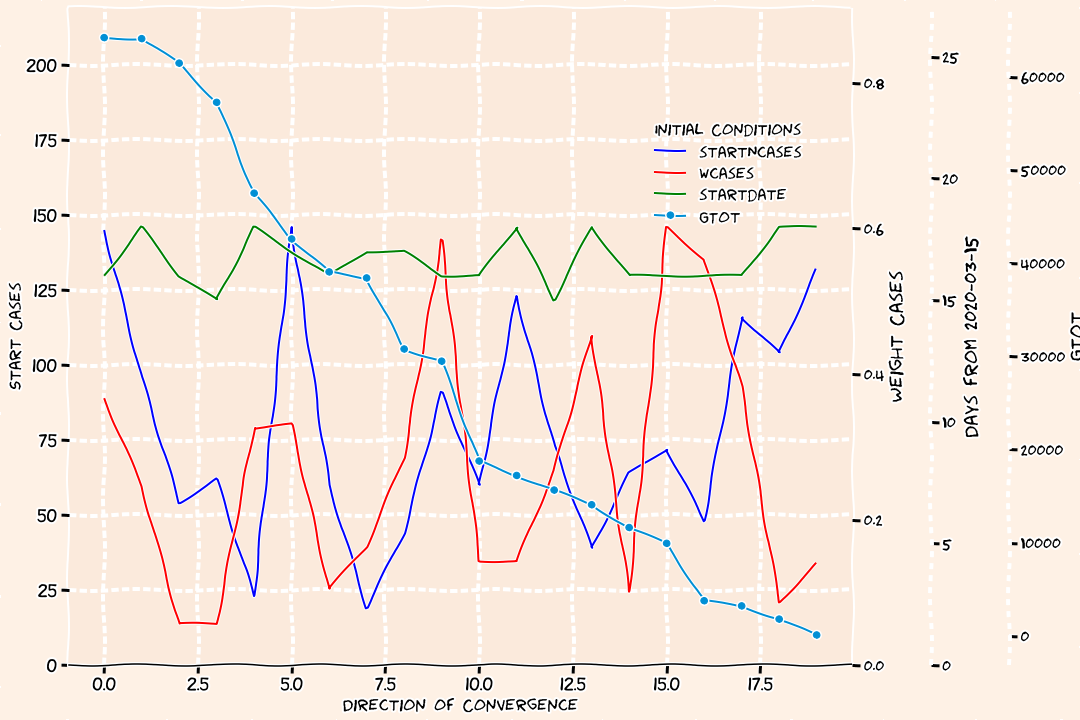 200
175
150
125
100
75
50
25
0
START CASES
0.0 2.5 5.0 7.5 10.0 12.5 15.0 17.5
DIRECTION OF CONVERGENCE
INITIAL CONDITIONS
STARTNCASES
WCASES
STARTDATE
GTOT
0.8
0.6
0.4
0.2
0.0
WEIGHT CASES
25
20
15
10
5
0
DAYS FROM 2020-03-15
60000
50000
40000
30000
20000
10000
0
GTOT